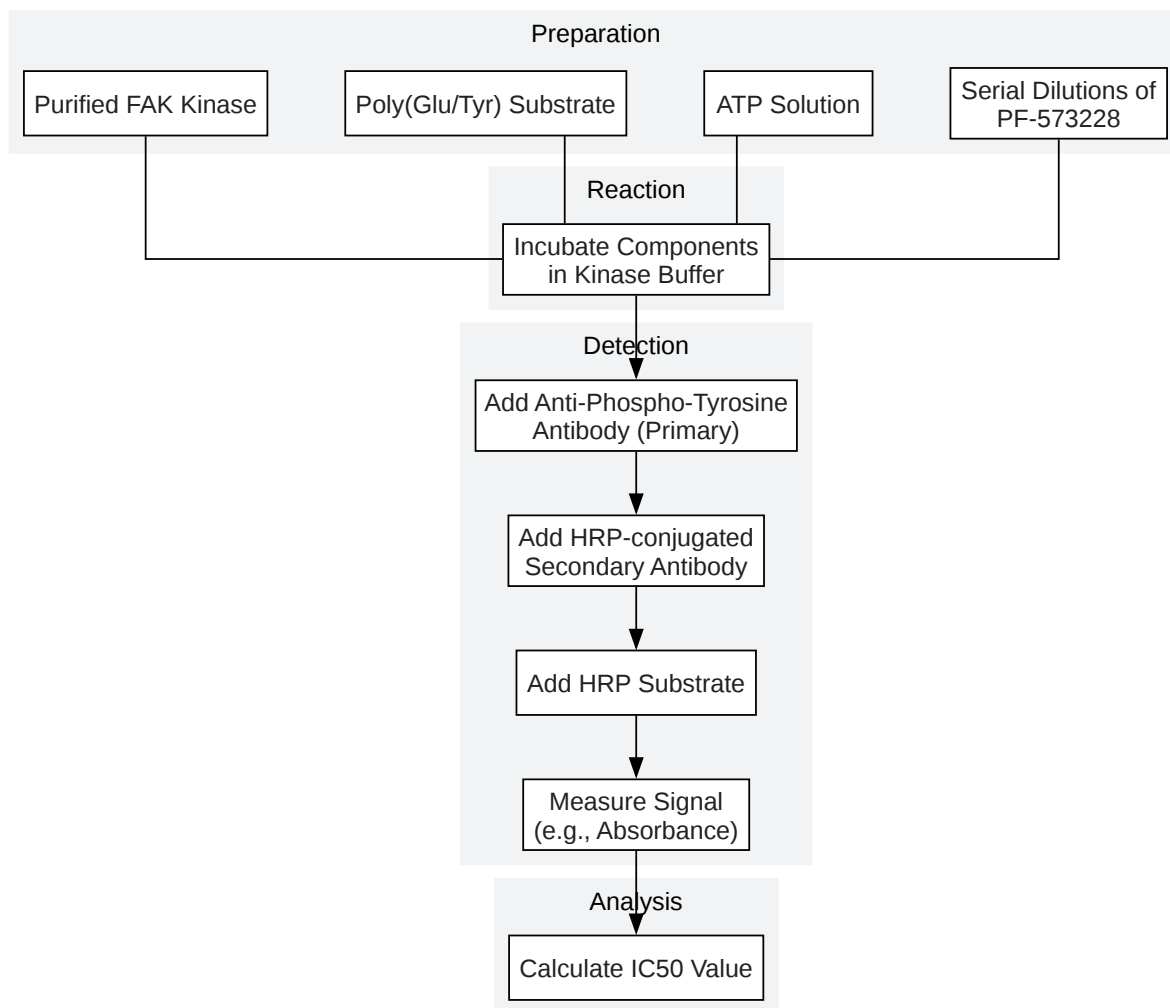 Preparation
Purified FAK Kinase
Poly(Glu/Tyr) Substrate
ATP Solution
Serial Dilutions of
PF-573228
Reaction
Incubate Components
in Kinase Buffer
Detection
Add Anti-Phospho-Tyrosine
Antibody (Primary)
Add HRP-conjugated
Secondary Antibody
Add HRP Substrate
Measure Signal
(e.g., Absorbance)
Analysis
Calculate IC50 Value